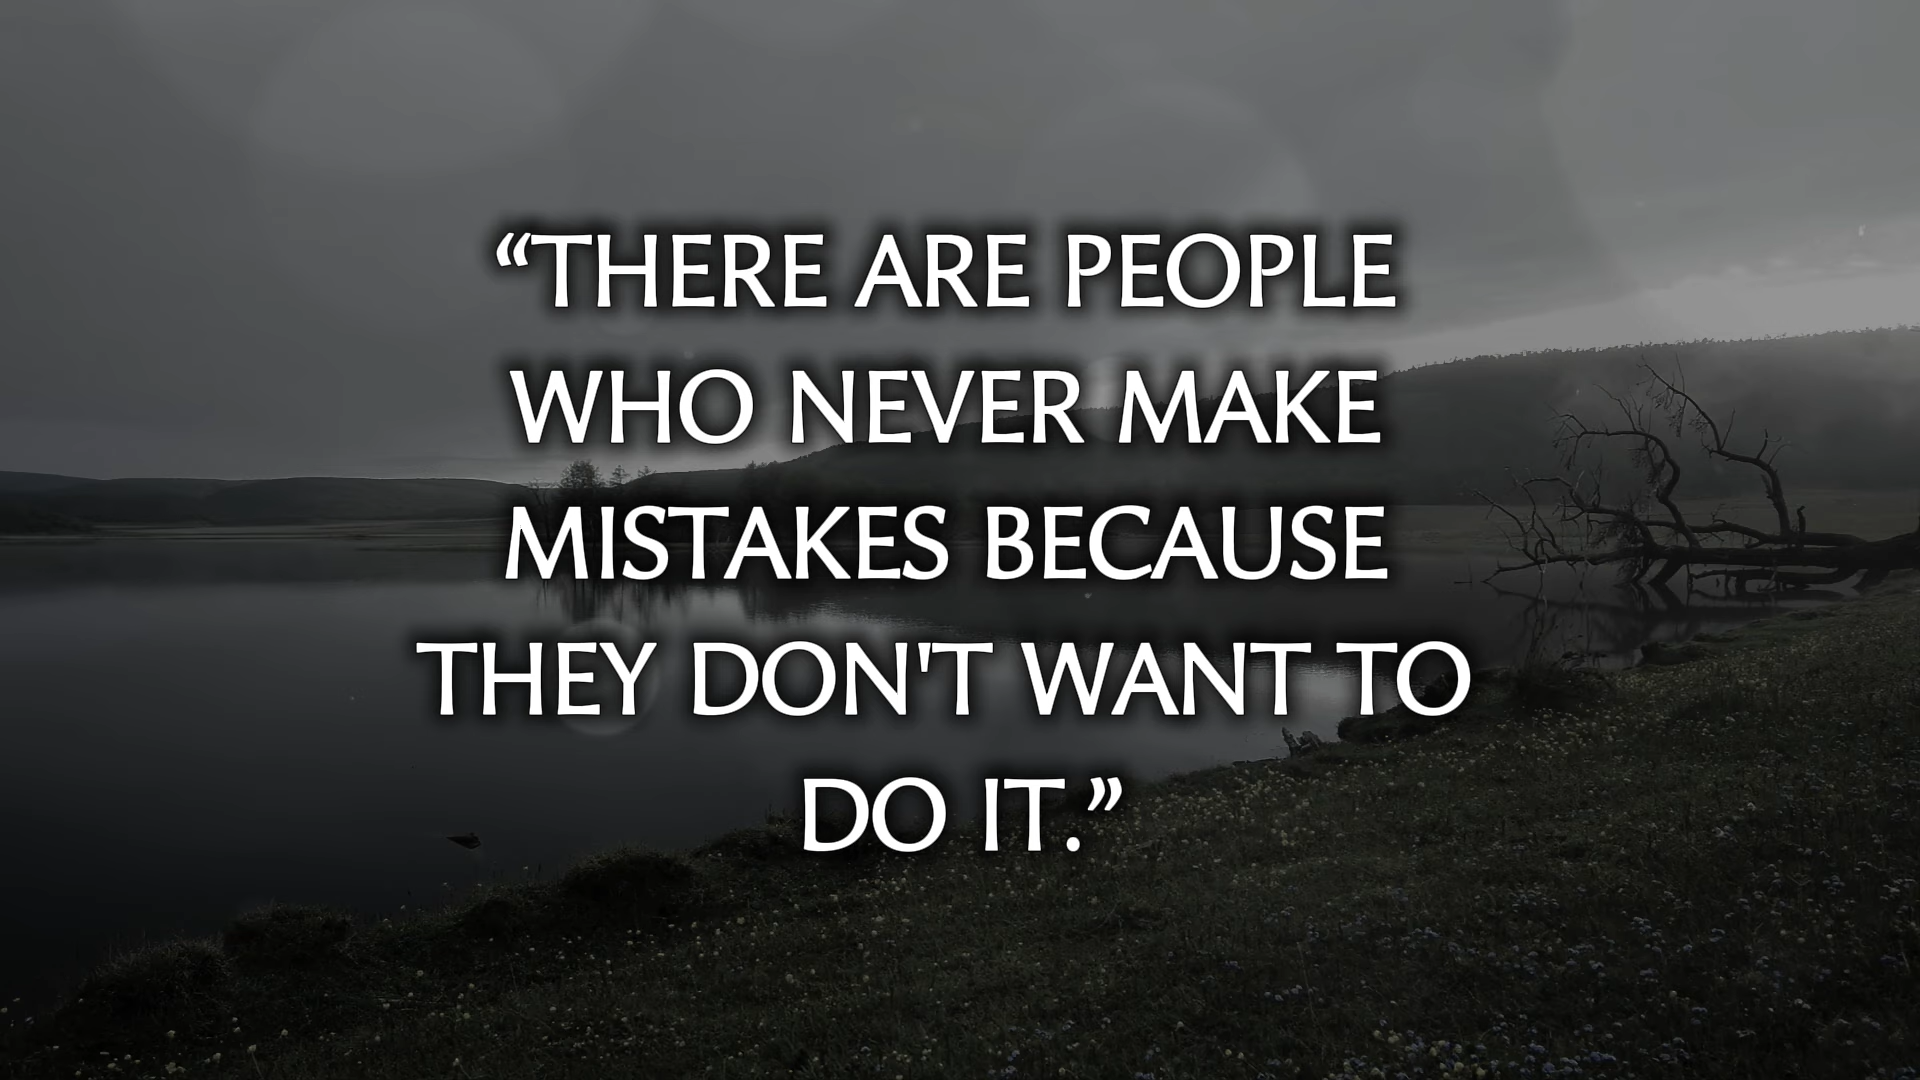 “THERE ARE PEOPLE
WHO NEVER MAKE
MISTAKES BECAUSE
THEY DON'T WANT TO
DO IT.”